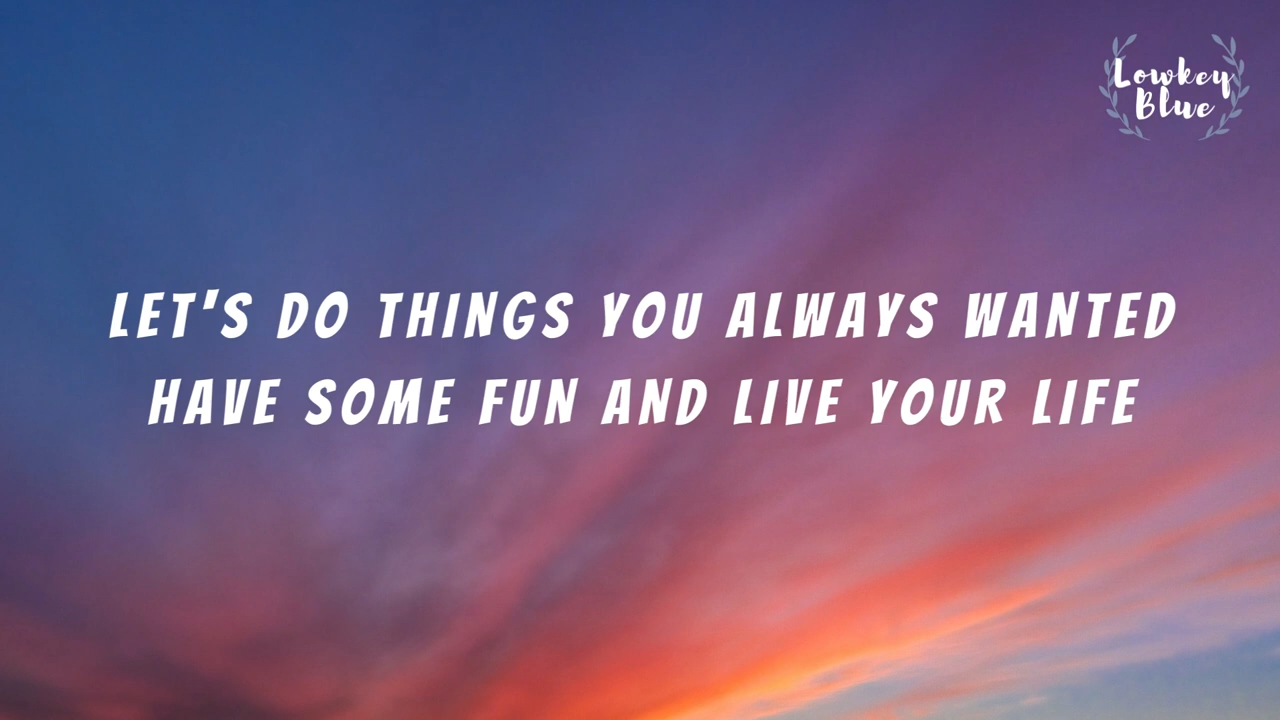 Lowkey
Blue
LET'S DO THINGS YOU ALWAYS WANTED
HAVE SOME FUN AND LIVE YOUR LIFE